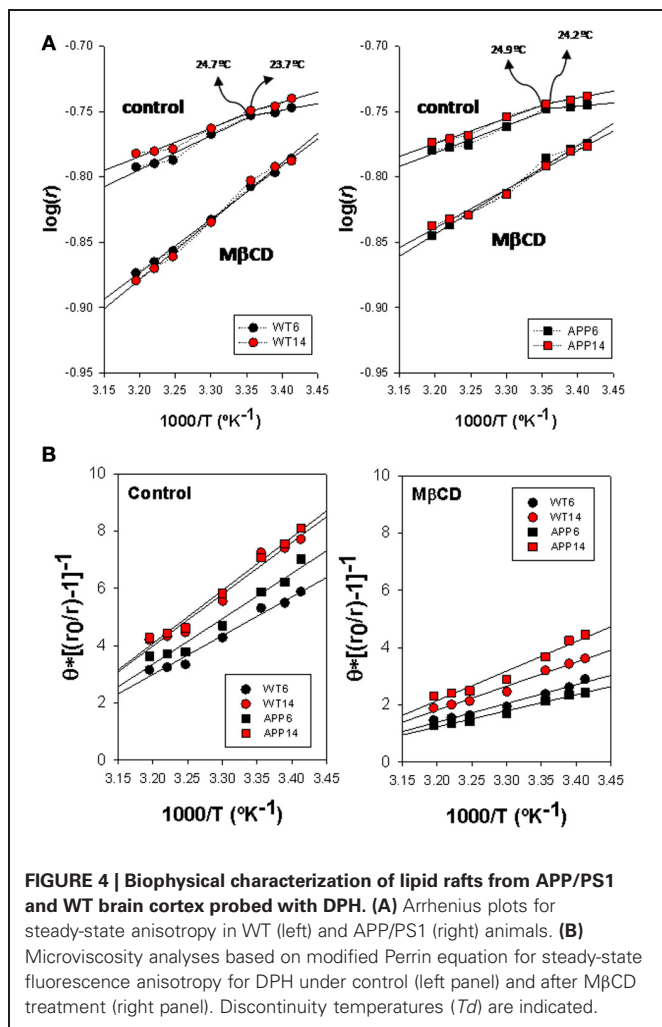 A
-0.70
-0.75
-0.80
-0.85
-0.90
-0.95
log(r)
24.7ºC
23.7ºC
control
MβCD
WT6
WT14
3.15 3.20 3.25 3.30 3.35 3.40 3.45
1000/T (ºK-1)
-0.70
-0.75
-0.80
-0.85
-0.90
-0.95
log(r)
24.9ºC
24.2ºC
control
MβCD
APP6
APP14
3.15 3.20 3.25 3.30 3.35 3.40 3.45
1000/T (ºK-1)
B
10
8
6
4
2
0
θ*[(r0/r)-1]-1
Control
WT6
WT14
APP6
APP14
3.15 3.20 3.25 3.30 3.35 3.40 3.45
1000/T (ºK-1)
10
8
6
4
2
0
θ*[(r0/r)-1]-1
MβCD
WT6
WT14
APP6
APP14
3.15 3.20 3.25 3.30 3.35 3.40 3.45
1000/T (ºK-1)
FIGURE 4 | Biophysical characterization of lipid rafts from APP/PS1
and WT brain cortex probed with DPH. (A) Arrhenius plots for
steady-state anisotropy in WT (left) and APP/PS1 (right) animals. (B)
Microviscosity analyses based on modified Perrin equation for steady-state
fluorescence anisotropy for DPH under control (left panel) and after MβCD
treatment (right panel). Discontinuity temperatures (Td) are indicated.